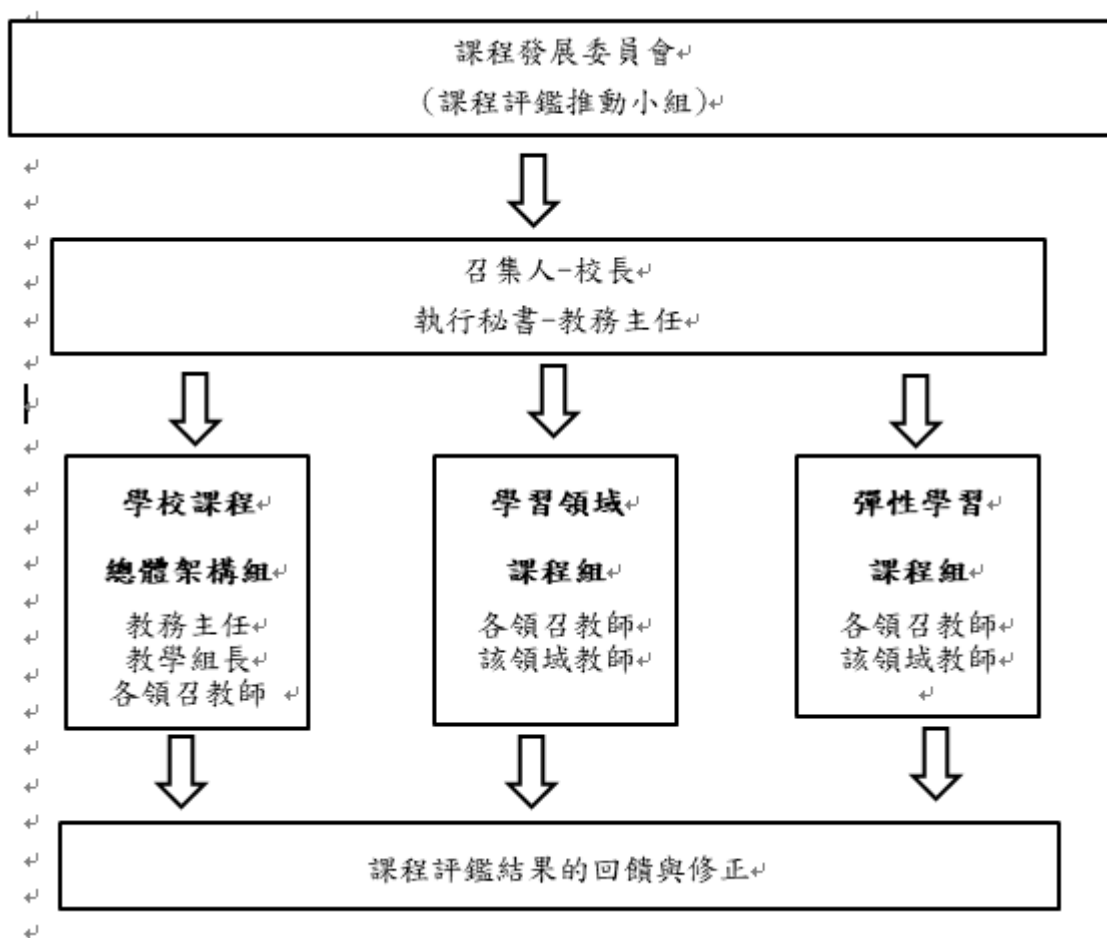 課程發展委員會
(課程評鑑推動小組)
召集人-校長
執行秘書-教務主任
學校課程
總體架構組
教務主任
教學組長
各領召教師
學習領域
課程組
各領召教師
該領域教師
彈性學習
課程組
各領召教師
該領域教師
課程評鑑結果的回饋與修正